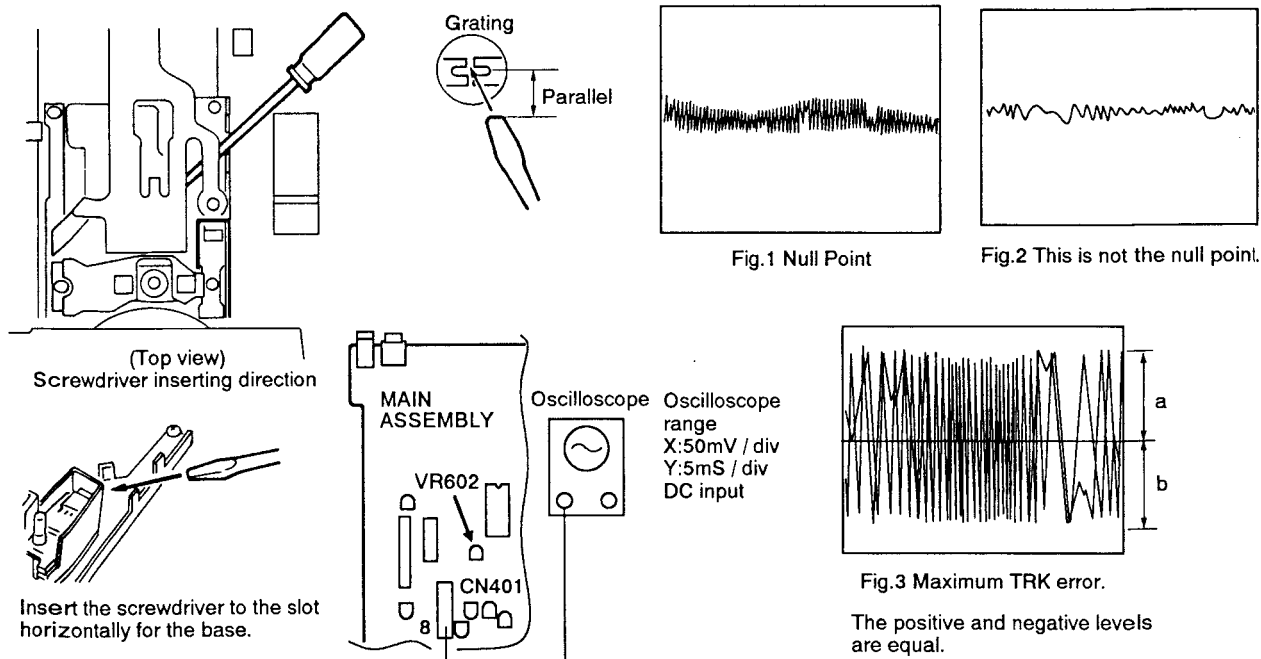 Grating
Parallel
Fig.1 Null Point
Fig.2 This is not the null point.
(Top view)
Screwdriver inserting direction
Insert the screwdriver to the slot
horizontally for the base.
MAIN
ASSEMBLY
VR602
CN401
8
Oscilloscope
Oscilloscope
range
X:50mV / div
Y:5mS / div
DC input
a
b
Fig.3 Maximum TRK error.
The positive and negative levels
are equal.